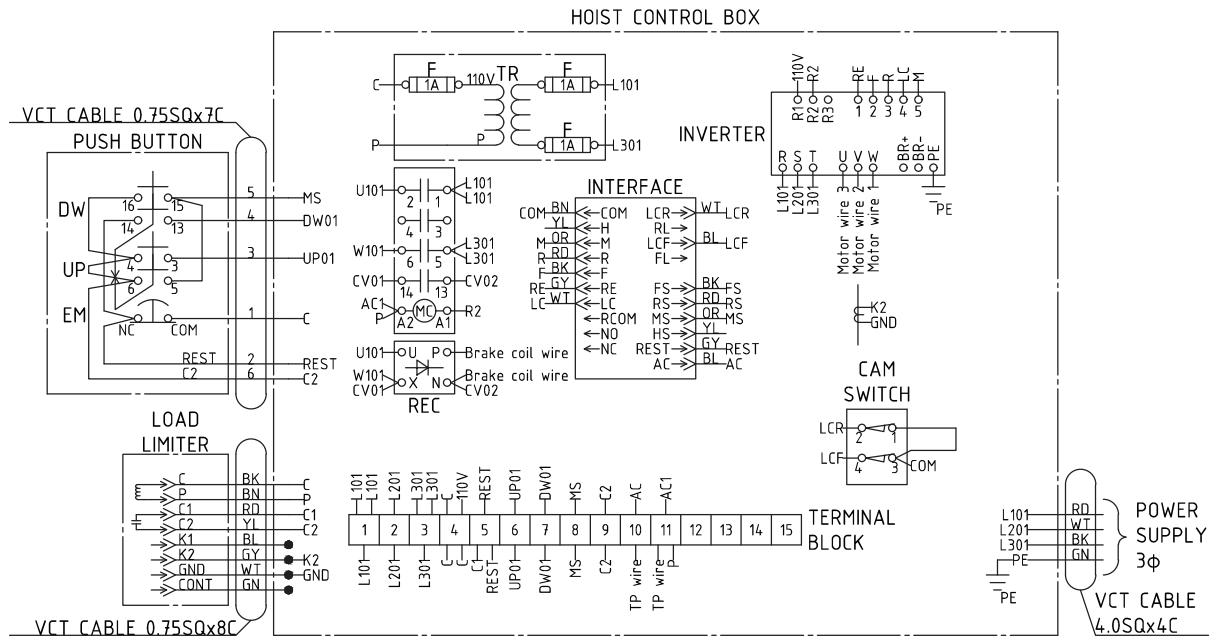 HOIST CONTROL BOX
VCT CABLE 0.75SQx7C
PUSH BUTTON
DW
UP
EM
16 15
14 13
4 3
6 5
NC COM
REST
C2
5 MS
4 DW01
3 UP01
1 C
2 REST
6 C2
F TR F
C 1A 110V 1A L101
F
P P 1A L301
U101 2 1 L101
L101
4 3
W101 6 5 L301
L301
CV01 14 13 CV02
AC1
P A2 MC A1 R2
U101 U P Brake coil wire
W101 X N Brake coil wire
CV01 CV02
REC
INTERFACE
COM BN COM LCR WT LCR
YL H RL
M OR M LCF BL LCF
R RD R FL
F BK F
RE GY RE FS BK FS
LC WT LC RS RD RS
RCOM MS OR MS
NO HS YL
NC REST GY REST
AC BL AC
INVERTER
110V R2 RE F R LC M
R1 R2 R3 1 2 3 4 5
R S T U V W BR+ BR- PE
L101 L201 L301
Motor wire 3
Motor wire 2
Motor wire 1
PE
K2
GND
CAM
SWITCH
LCR 2 1
LCF 4 3 COM
LOAD
LIMITER
C BK C
P BN P
C1 RD C1
C2 YL C2
K1 BL
K2 GY K2
GND WT GND
CONT GN
VCT CABLE 0.75SQx8C
L101 L101 L201 L301 L301 C 110V REST UP01 DW01 MS C2 AC AC1
1 2 3 4 5 6 7 8 9 10 11 12 13 14 15
TERMINAL
BLOCK
L101 L201 L301 C C C1 REST UP01 DW01 MS C2 TP wire TP wire P
L101 RD
L201 WT
L301 BK
PE GN
PE
POWER
SUPPLY
3φ
VCT CABLE
4.0SQx4C